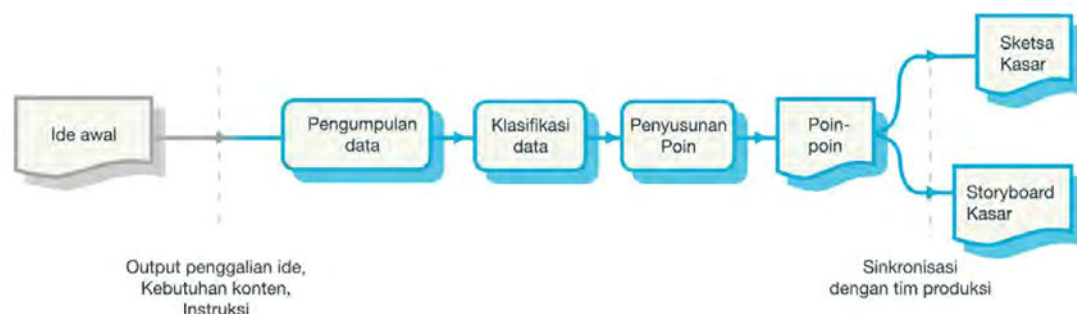 Ide awal
Pengumpulan
data
Klasifikasi
data
Penyusunan
Poin
Poin-
poin
Sketsa
Kasar
Storyboard
Kasar
Output penggalian ide,
Kebutuhan konten,
Instruksi
Sinkronisasi
dengan tim produksi